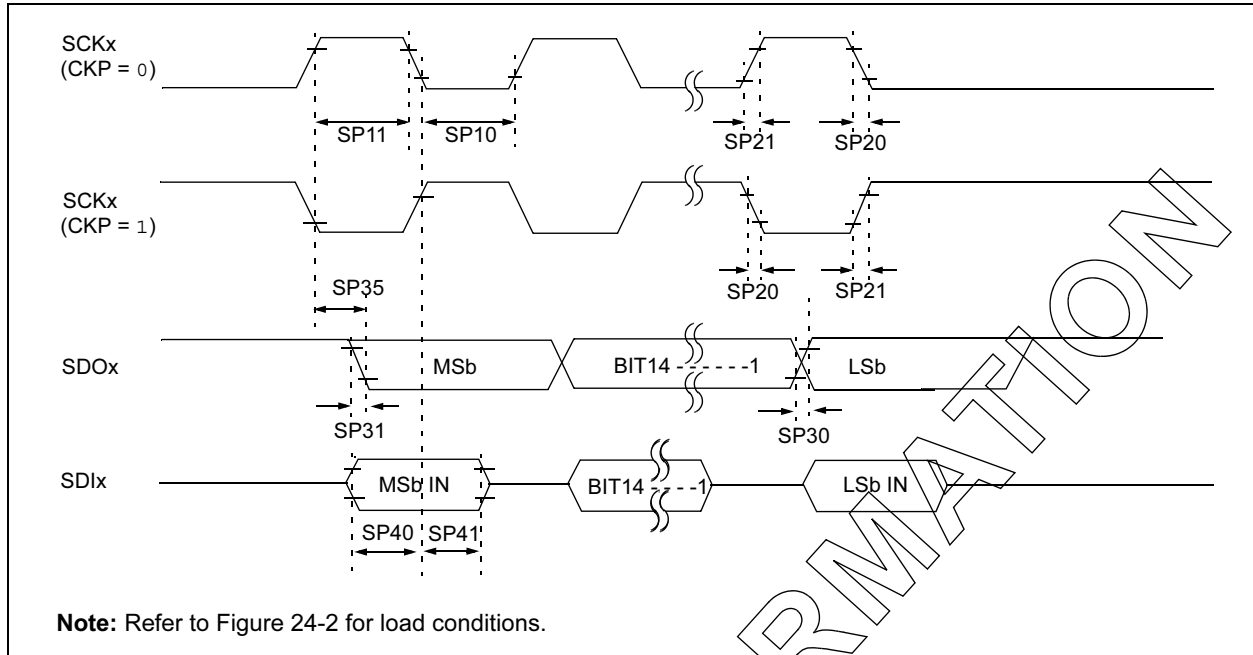 SCKx
(CKP = 0)
SP11
SP10
SP21
SP20
SCKx
(CKP = 1)
SP35
SP20
SP21
SDOx
MSb
BIT14 - - - - - -1
LSb
SP31
SP30
SDIx
MSb IN
BIT14 - - - -1
LSb IN
SP40
SP41
Note: Refer to Figure 24-2 for load conditions.
RMATION